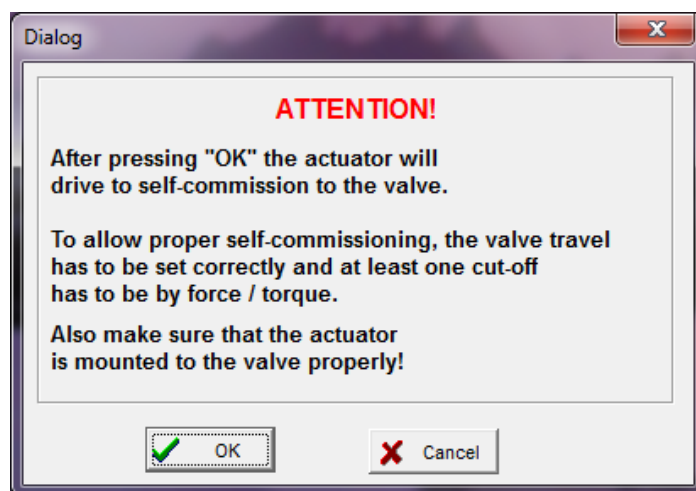 Dialog
ATTENTION!
After pressing "OK" the actuator will
drive to self-commission to the valve.
To allow proper self-commissioning, the valve travel
has to be set correctly and at least one cut-off
has to be by force / torque.
Also make sure that the actuator
is mounted to the valve properly!
OK
Cancel